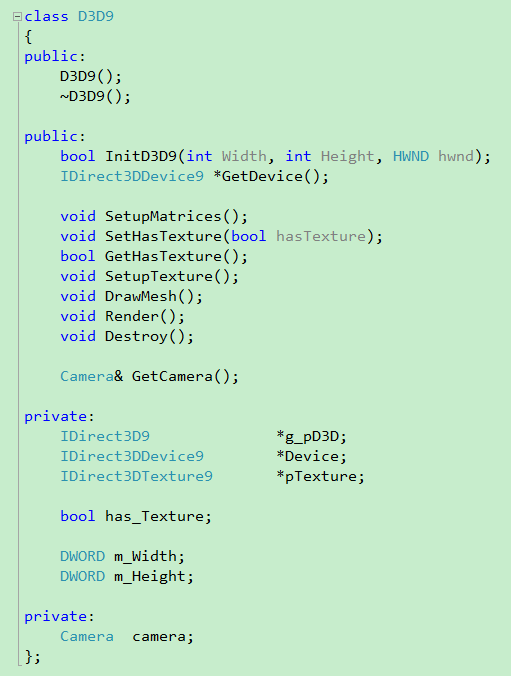 class D3D9
{
public:
    D3D9();
    ~D3D9();

public:
    bool InitD3D9(int Width, int Height, HWND hwnd);
    IDirect3DDevice9 *GetDevice();

    void SetupMatrices();
    void SetHasTexture(bool hasTexture);
    bool GetHasTexture();
    void SetupTexture();
    void DrawMesh();
    void Render();
    void Destroy();

    Camera& GetCamera();

private:
    IDirect3D9              *g_pD3D;
    IDirect3DDevice9        *Device;
    IDirect3DTexture9       *pTexture;

    bool has_Texture;

    DWORD m_Width;
    DWORD m_Height;

private:
    Camera  camera;
};